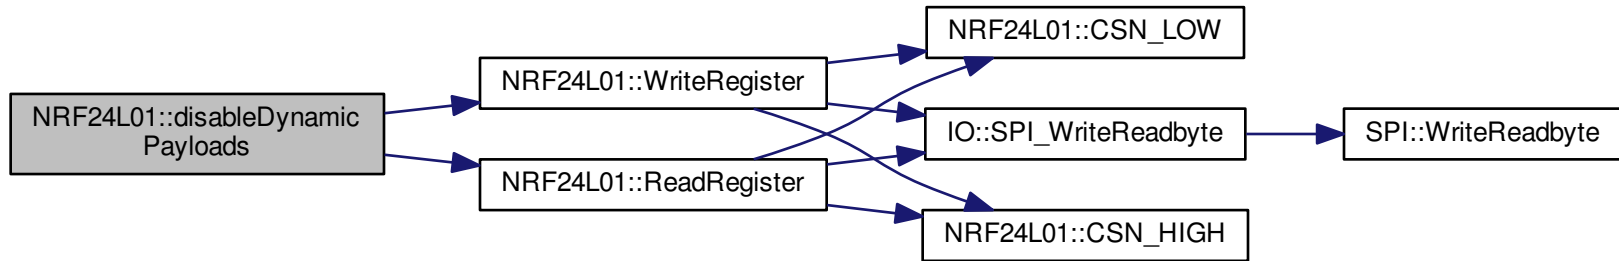 NRF24L01::disableDynamic
Payloads
NRF24L01::WriteRegister
NRF24L01::ReadRegister
NRF24L01::CSN_LOW
IO::SPI_WriteReadbyte
NRF24L01::CSN_HIGH
SPI::WriteReadbyte